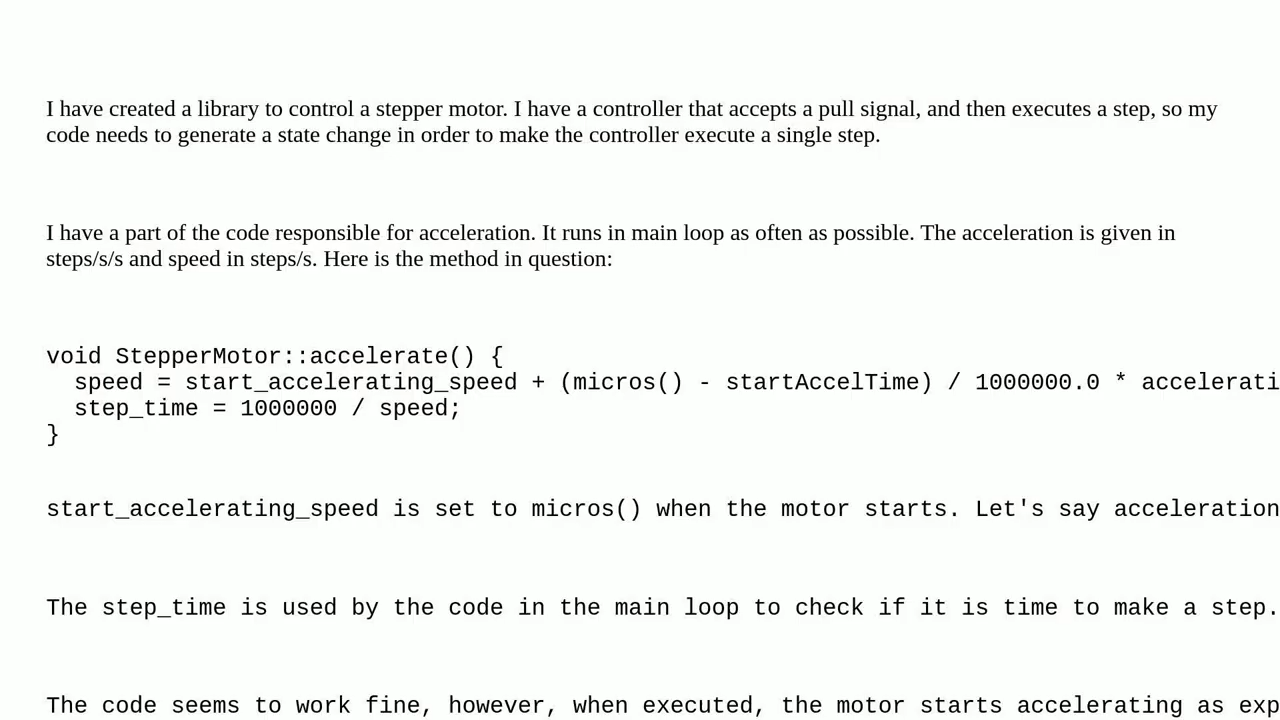 I have created a library to control a stepper motor. I have a controller that accepts a pull signal, and then executes a step, so my
code needs to generate a state change in order to make the controller execute a single step.
I have a part of the code responsible for acceleration. It runs in main loop as often as possible. The acceleration is given in
steps/s/s and speed in steps/s. Here is the method in question:
void StepperMotor::accelerate() {
  speed = start_accelerating_speed + (micros() - startAccelTime) / 1000000.0 * accelerati
  step_time = 1000000 / speed;
}
start_accelerating_speed is set to micros() when the motor starts. Let's say acceleration
The step_time is used by the code in the main loop to check if it is time to make a step.
The code seems to work fine, however, when executed, the motor starts accelerating as exp